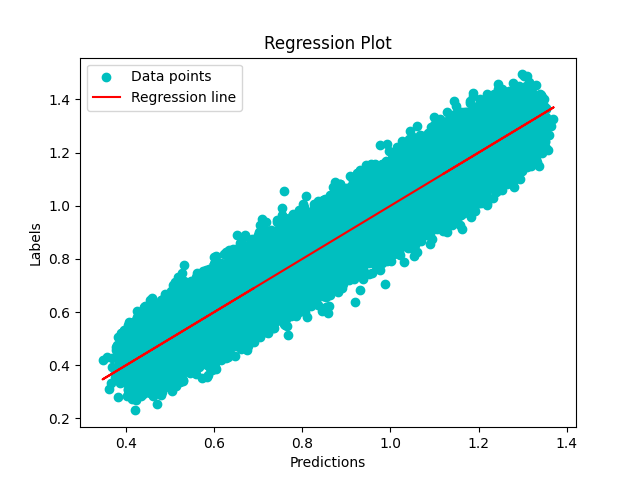 Regression Plot
Data points
Regression line
Labels
1.4
1.2
1.0
0.8
0.6
0.4
0.2
0.4 0.6 0.8 1.0 1.2 1.4
Predictions